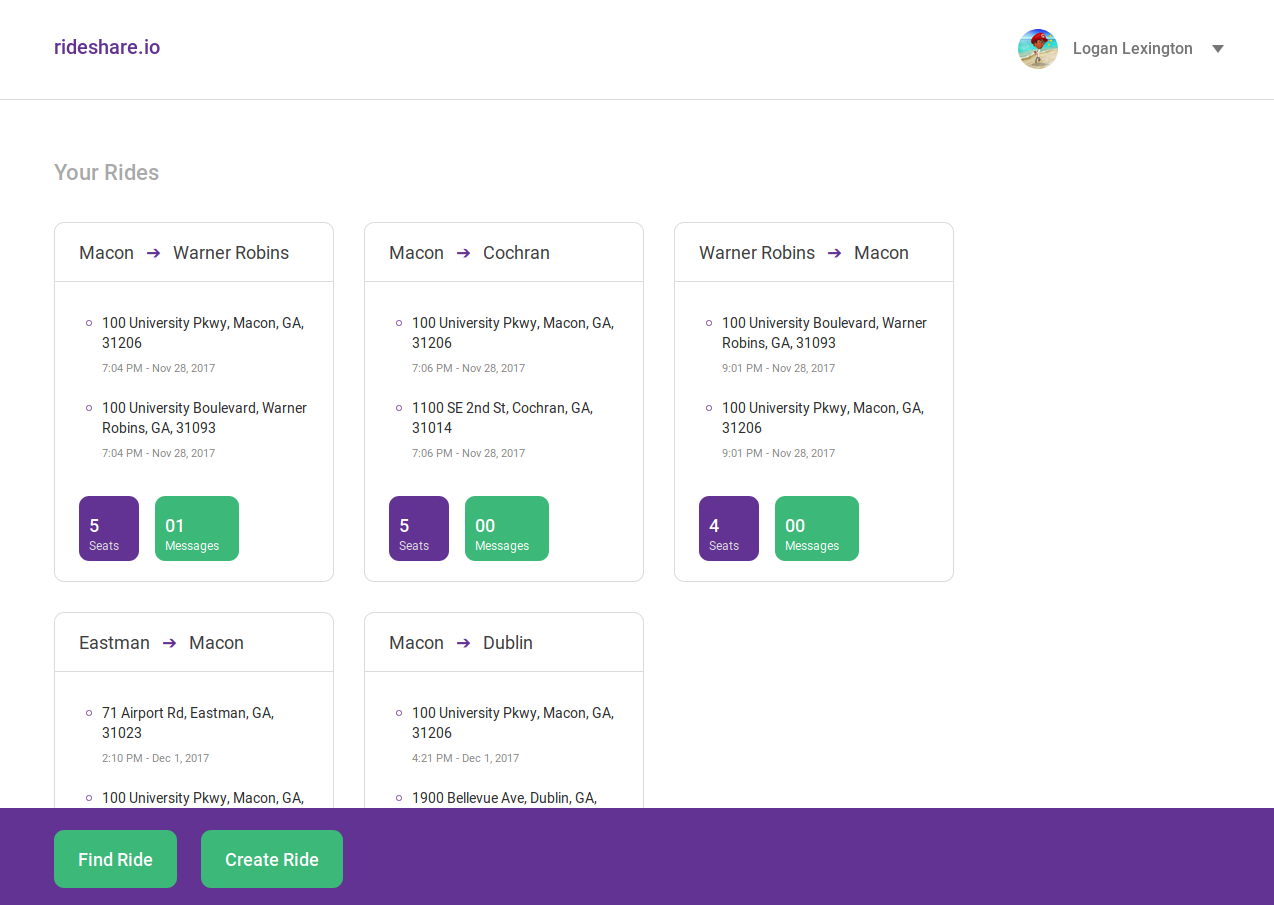 rideshare.io
Logan Lexington
Your Rides
Macon ➔ Warner Robins
100 University Pkwy, Macon, GA,
31206
7:04 PM - Nov 28, 2017
100 University Boulevard, Warner
Robins, GA, 31093
7:04 PM - Nov 28, 2017
5
Seats
01
Messages
Macon ➔ Cochran
100 University Pkwy, Macon, GA,
31206
7:06 PM - Nov 28, 2017
1100 SE 2nd St, Cochran, GA,
31014
7:06 PM - Nov 28, 2017
5
Seats
00
Messages
Warner Robins ➔ Macon
100 University Boulevard, Warner
Robins, GA, 31093
9:01 PM - Nov 28, 2017
100 University Pkwy, Macon, GA,
31206
9:01 PM - Nov 28, 2017
4
Seats
00
Messages
Eastman ➔ Macon
71 Airport Rd, Eastman, GA,
31023
2:10 PM - Dec 1, 2017
100 University Pkwy, Macon, GA,
Macon ➔ Dublin
100 University Pkwy, Macon, GA,
31206
4:21 PM - Dec 1, 2017
1900 Bellevue Ave, Dublin, GA,
Find Ride
Create Ride